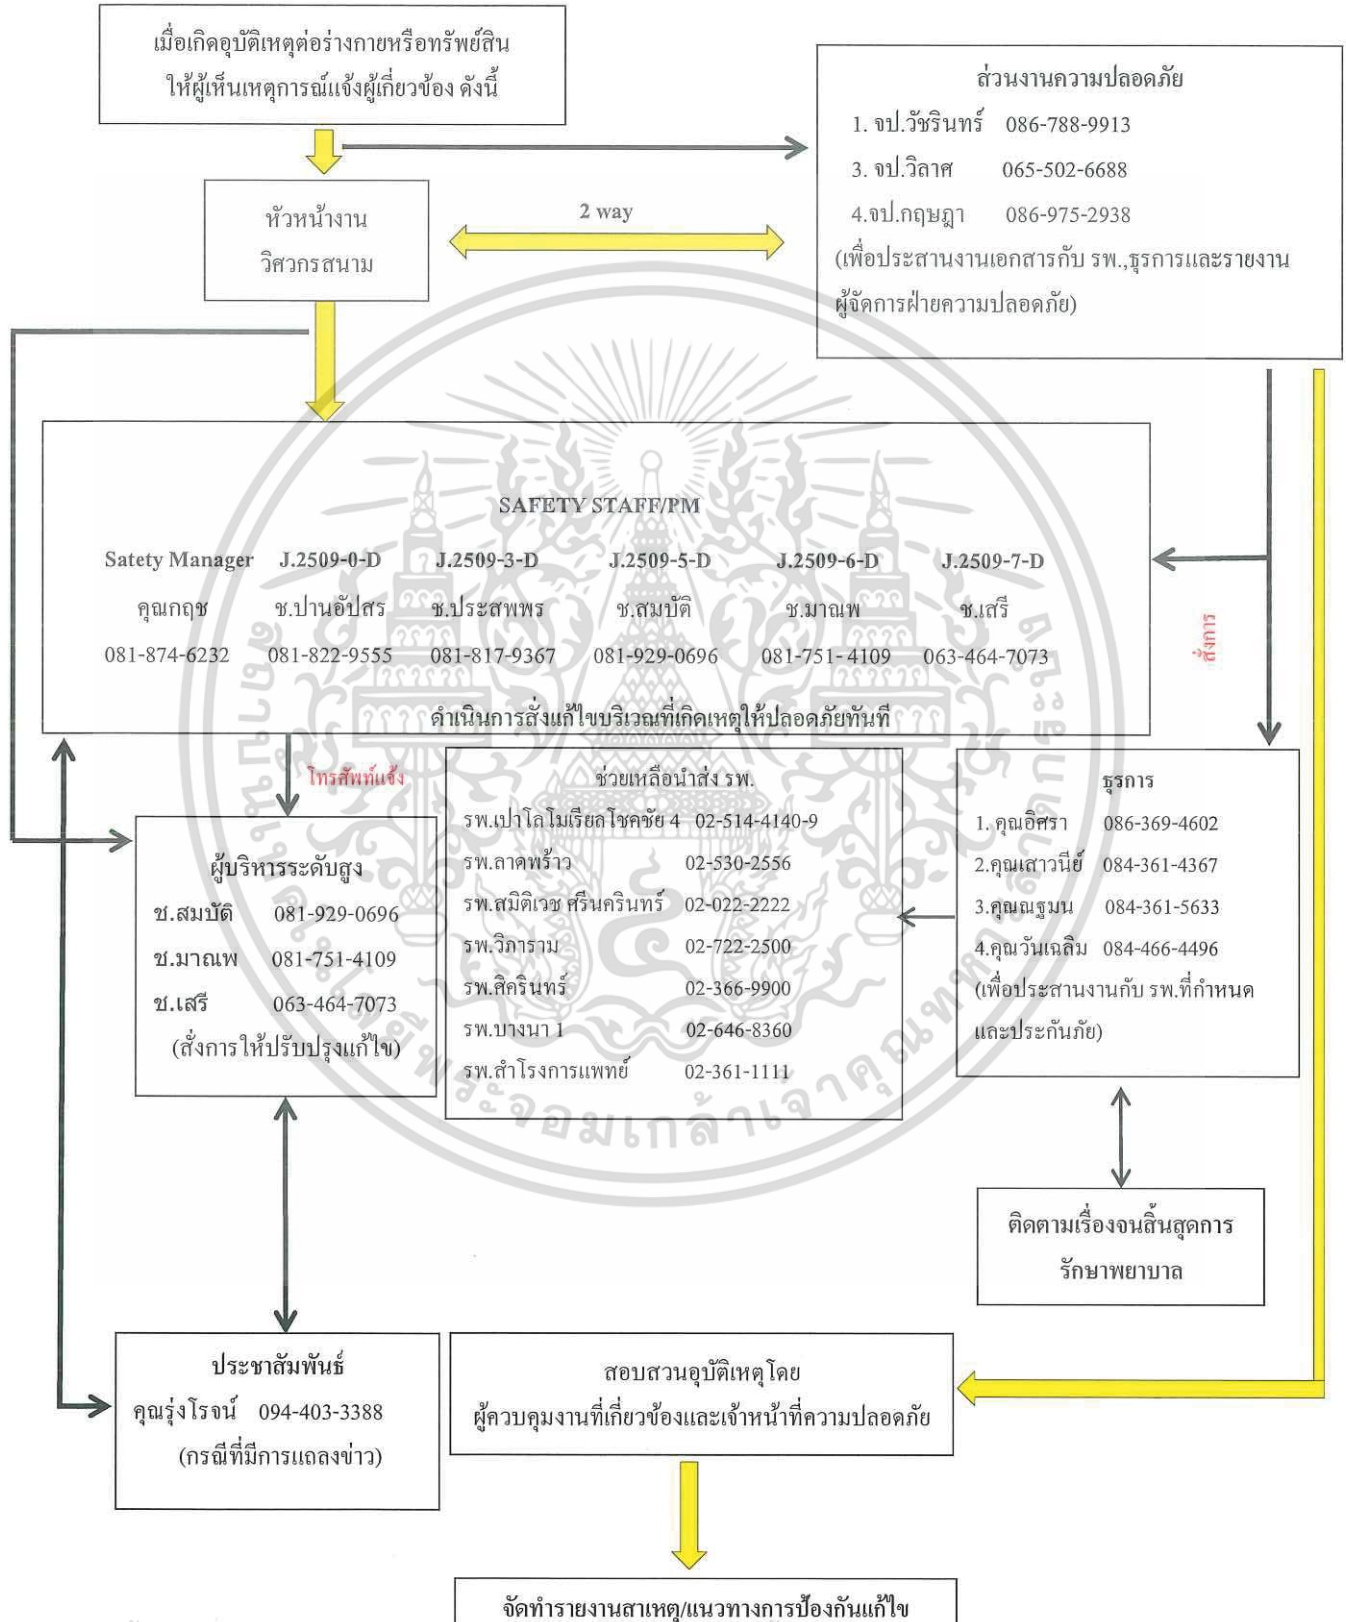 เมื่อเกิดอุบัติเหตุต่อร่างกายหรือทรัพย์สิน
ให้ผู้เห็นเหตุการณ์แจ้งผู้เกี่ยวข้อง ดังนี้
ส่วนงานความปลอดภัย
1. จป.วัชรินทร์ 086-788-9913
3. จป.วิลาศ 065-502-6688
4.จป.กฤษฎา 086-975-2938
(เพื่อประสานงานเอกสารกับ รพ.,ธุรการและรายงาน
ผู้จัดการฝ่ายความปลอดภัย)
หัวหน้างาน
วิศวกรสนาม
2 way
SAFETY STAFF/PM
Satety Manager J.2509-0-D J.2509-3-D J.2509-5-D J.2509-6-D J.2509-7-D
คุณกฤช ช.ปานอัปสร ช.ประสพพร ช.สมบัติ ช.มาณพ ช.เสรี
081-874-6232 081-822-9555 081-817-9367 081-929-0696 081-751- 4109 063-464-7073
ดำเนินการสั่งแก้ไขบริเวณที่เกิดเหตุให้ปลอดภัยทันที
สั่งการ
โทรศัพท์แจ้ง
ผู้บริหารระดับสูง
ช.สมบัติ 081-929-0696
ช.มาณพ 081-751-4109
ช.เสรี 063-464-7073
(สั่งการให้ปรับปรุงแก้ไข)
ช่วยเหลือนำส่ง รพ.
รพ.เปาโลโมเรียลโชคชัย 4 02-514-4140-9
รพ.ลาดพร้าว 02-530-2556
รพ.สมิติเวช ศรีนครินทร์ 02-022-2222
รพ.วิภาราม 02-722-2500
รพ.ศิครินทร์ 02-366-9900
รพ.บางนา 1 02-646-8360
รพ.สำโรงการแพทย์ 02-361-1111
ธุรการ
1. คุณอิศรา 086-369-4602
2.คุณเสาวนีย์ 084-361-4367
3.คุณณฐมน 084-361-5633
4.คุณวันเฉลิม 084-466-4496
(เพื่อประสานงานกับ รพ.ที่กำหนด
และประกันภัย)
ติดตามเรื่องจนสิ้นสุดการ
รักษาพยาบาล
ประชาสัมพันธ์
คุณรุ่งโรจน์ 094-403-3388
(กรณีที่มีการแถลงข่าว)
สอบสวนอุบัติเหตุโดย
ผู้ควบคุมงานที่เกี่ยวข้องและเจ้าหน้าที่ความปลอดภัย
จัดทำรายงานสาเหตุ/แนวทางการป้องกันแก้ไข